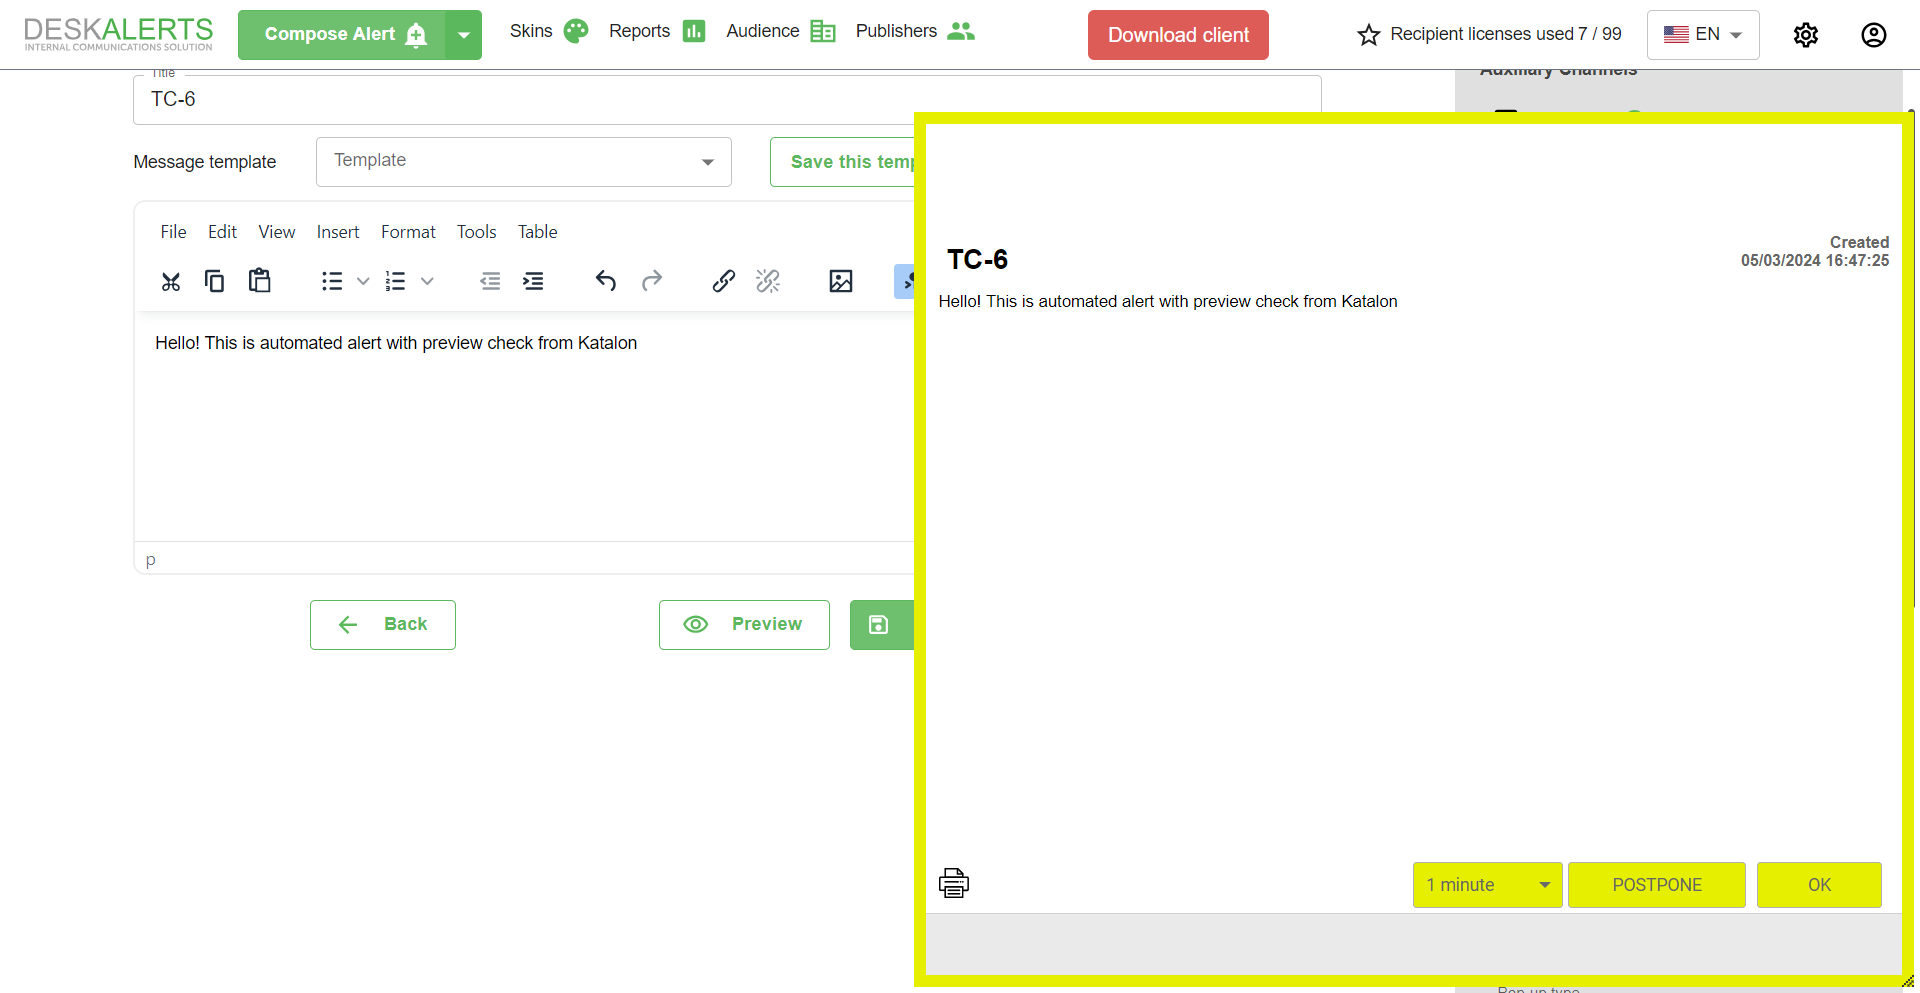 DESKALERTS
INTERNAL COMMUNICATIONS SOLUTION
Compose Alert
Skins
Reports
Audience
Publishers
Download client
Recipient licenses used 7 / 99
EN
Title
TC-6
Auxiliary Channels
Message template
Template
Save this temp
File Edit View Insert Format Tools Table
Hello! This is automated alert with preview check from Katalon
p
Back
Preview
TC-6
Created
05/03/2024 16:47:25
Hello! This is automated alert with preview check from Katalon
1 minute
POSTPONE
OK
Pop-up type